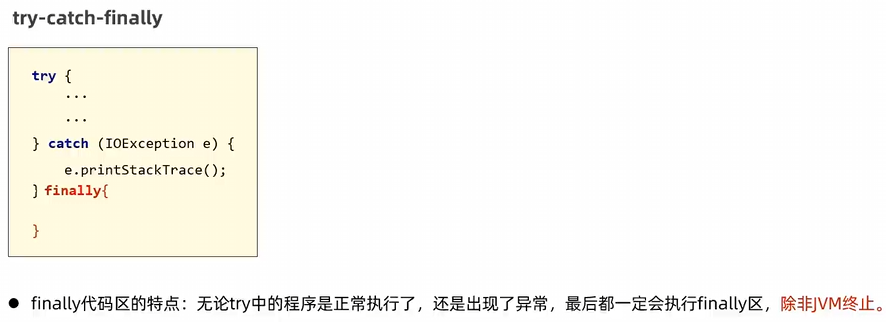 try-catch-finally
try {
...
...
} catch (IOException e) {
e.printStackTrace();
} finally{
}
● finally代码区的特点：无论try中的程序是正常执行了，还是出现了异常，最后都一定会执行finally区，除非JVM终止。